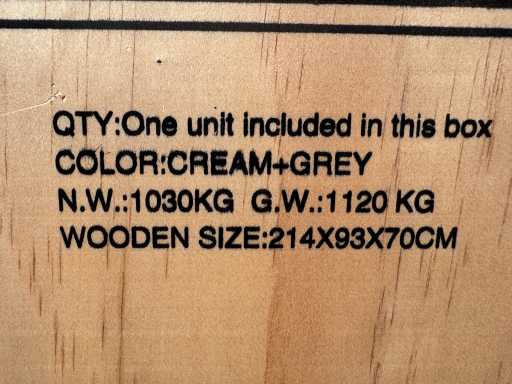 QTY:One unit included in this box
COLOR:CREAM+GREY
N.W.:1030KG G.W.:1120 KG
WOODEN SIZE:214X93X70CM